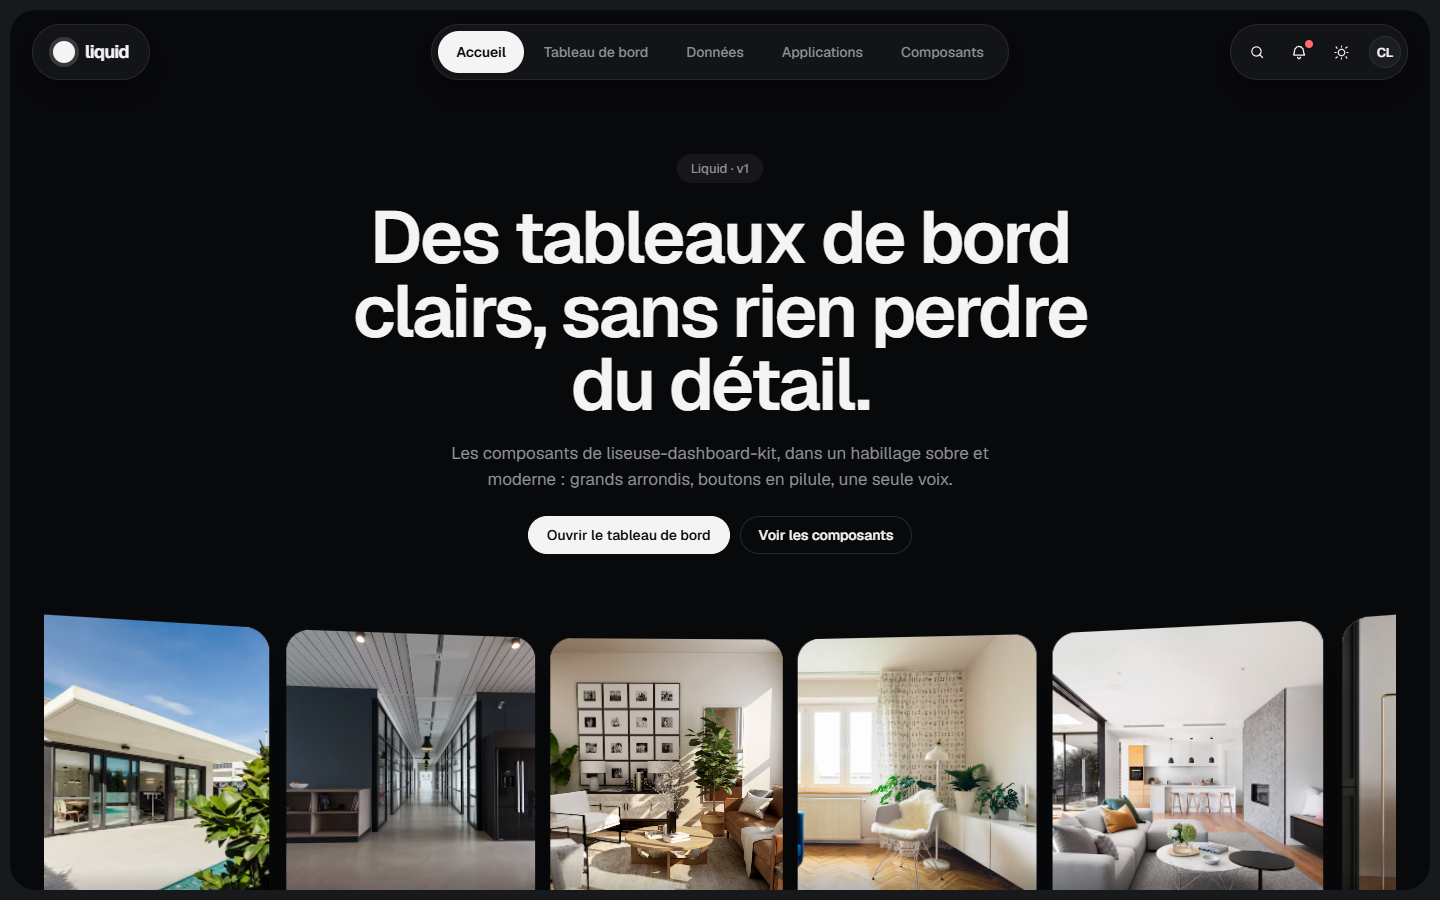 liquid
Accueil
Tableau de bord
Données
Applications
Composants
CL
Liquid · v1
Des tableaux de bord
clairs, sans rien perdre
du détail.
Les composants de liseuse-dashboard-kit, dans un habillage sobre et
moderne : grands arrondis, boutons en pilule, une seule voix.
Ouvrir le tableau de bord
Voir les composants